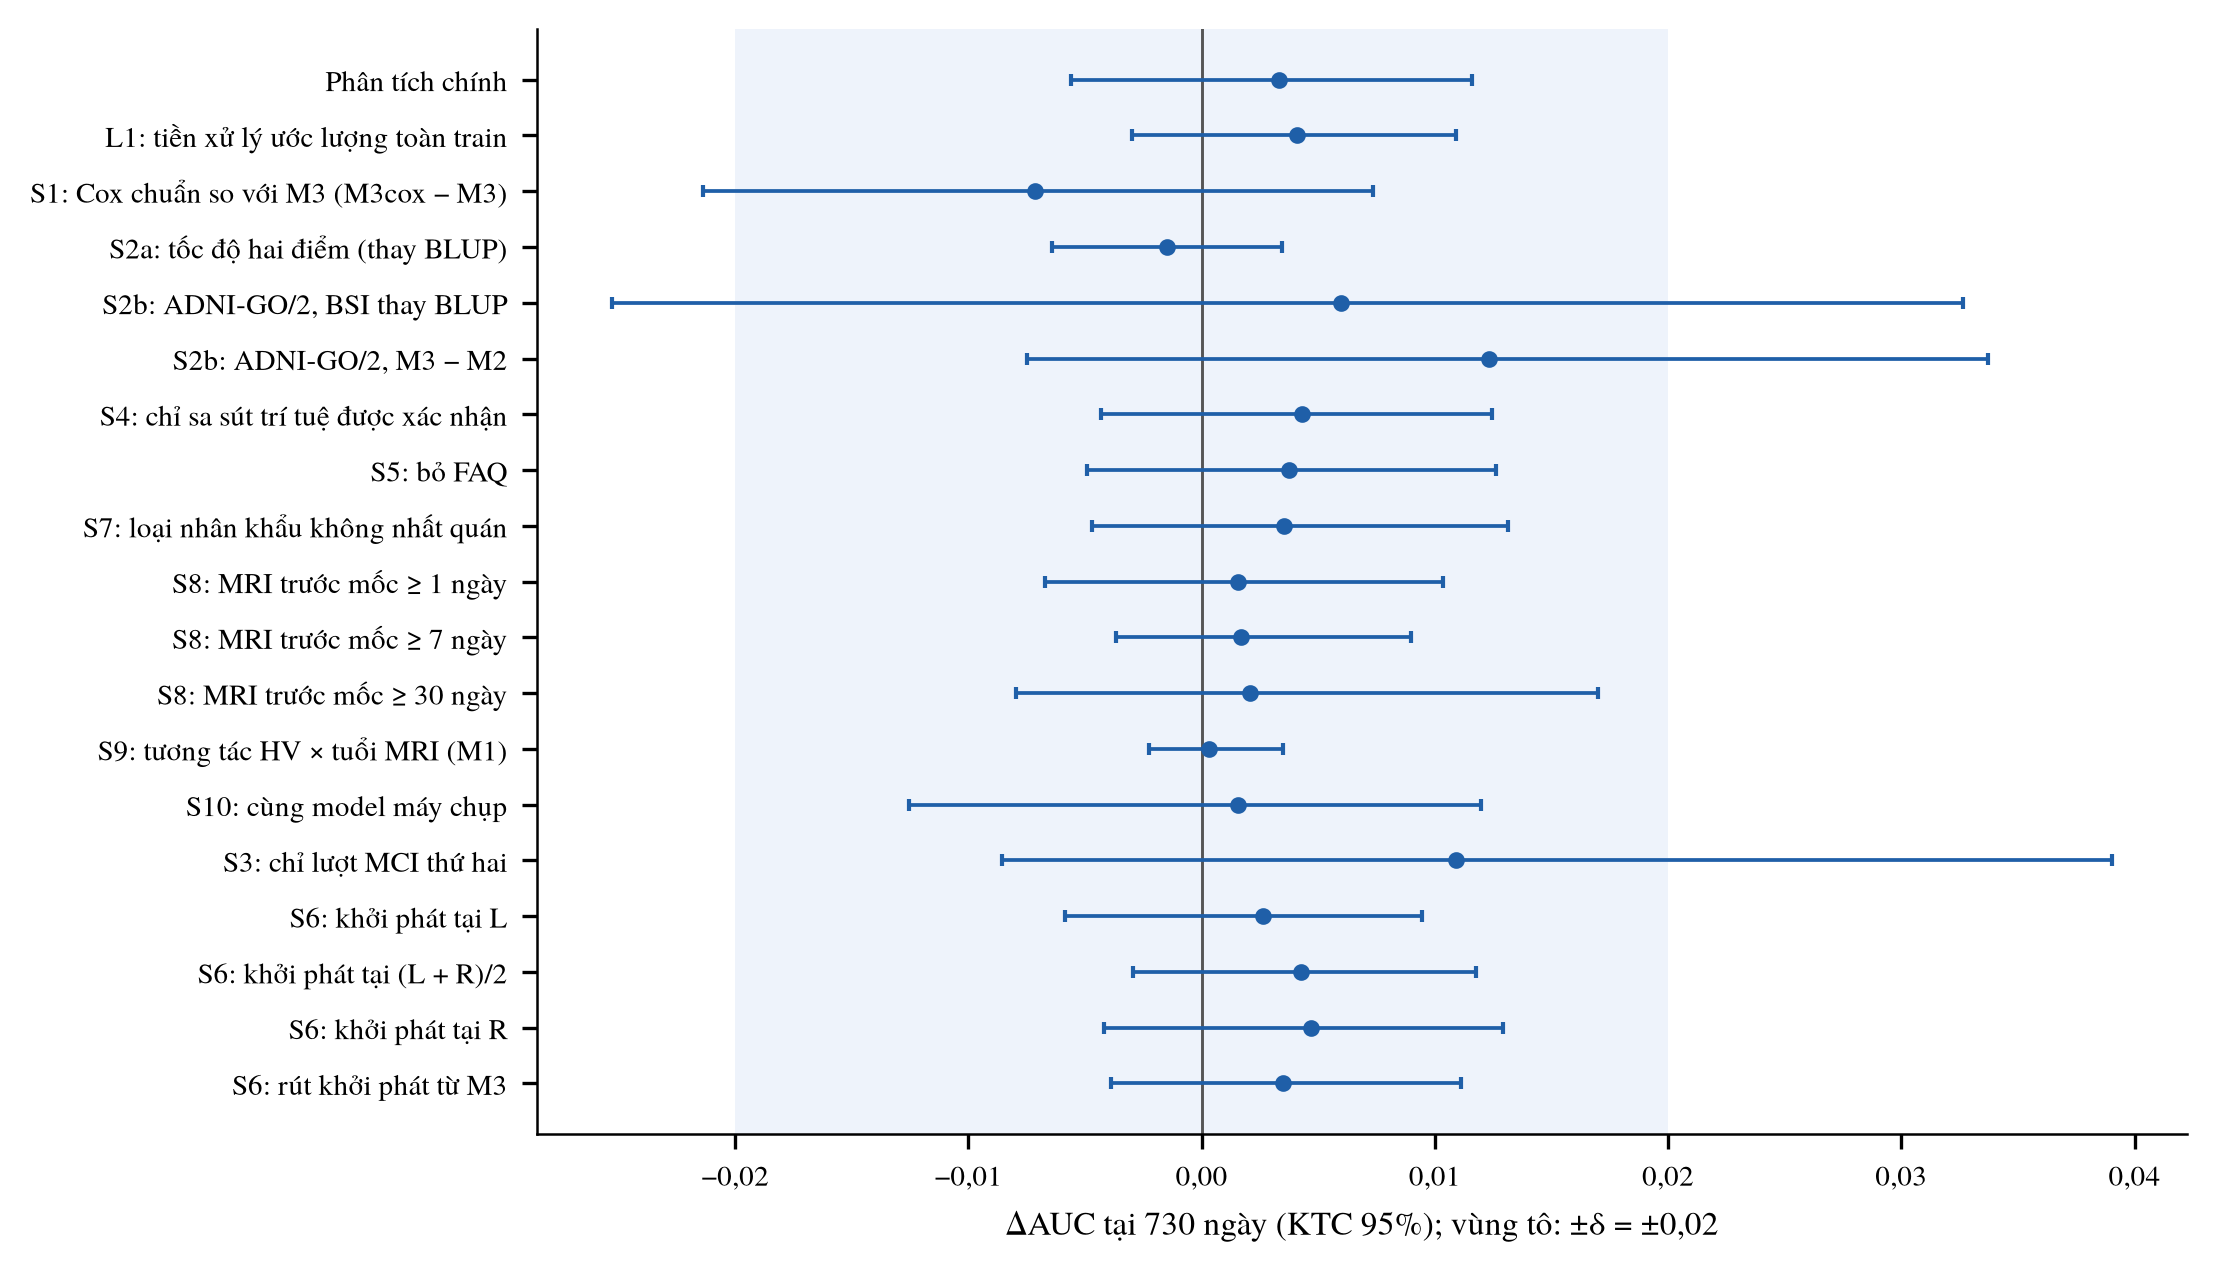 Phân tích chính
L1: tiền xử lý ước lượng toàn train
S1: Cox chuẩn so với M3 (M3cox − M3)
S2a: tốc độ hai điểm (thay BLUP)
S2b: ADNI-GO/2, BSI thay BLUP
S2b: ADNI-GO/2, M3 − M2
S4: chỉ sa sút trí tuệ được xác nhận
S5: bỏ FAQ
S7: loại nhân khẩu không nhất quán
S8: MRI trước mốc ≥ 1 ngày
S8: MRI trước mốc ≥ 7 ngày
S8: MRI trước mốc ≥ 30 ngày
S9: tương tác HV × tuổi MRI (M1)
S10: cùng model máy chụp
S3: chỉ lượt MCI thứ hai
S6: khởi phát tại L
S6: khởi phát tại (L + R)/2
S6: khởi phát tại R
S6: rút khởi phát từ M3
−0,02 −0,01 0,00 0,01 0,02 0,03 0,04
ΔAUC tại 730 ngày (KTC 95%); vùng tô: ±δ = ±0,02